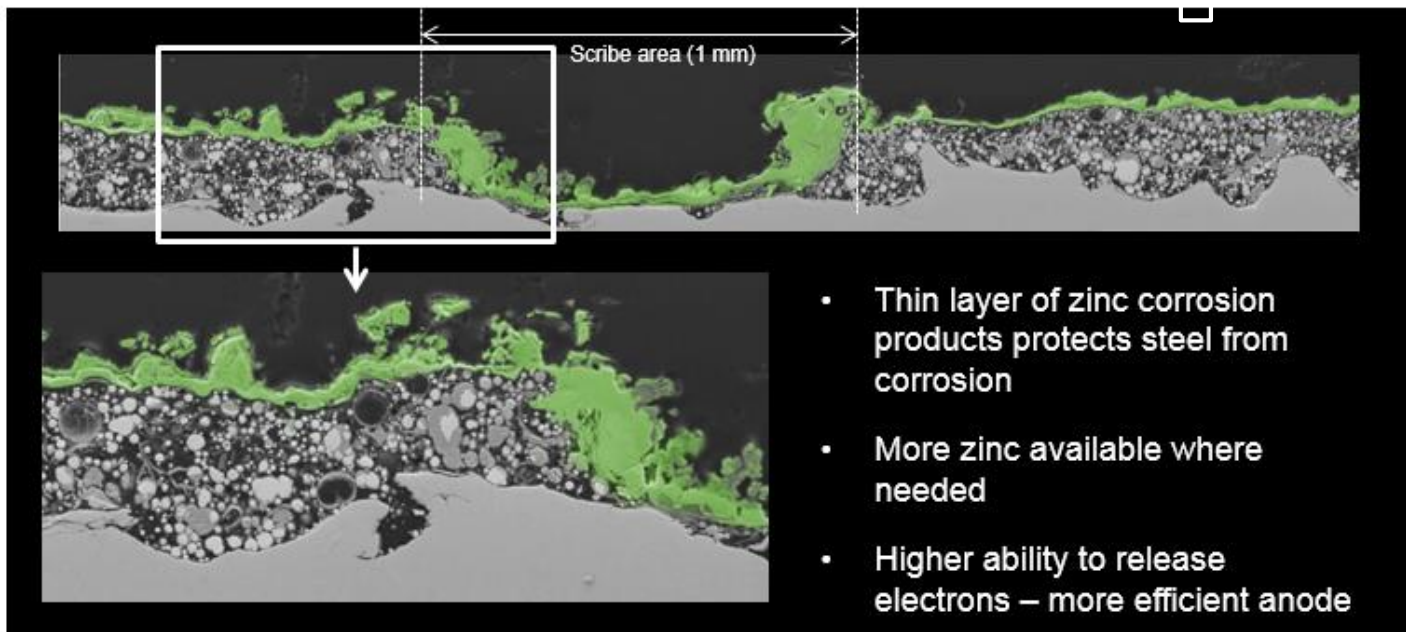 Scribe area (1 mm)
• Thin layer of zinc corrosion
products protects steel from
corrosion
• More zinc available where
needed
• Higher ability to release
electrons – more efficient anode